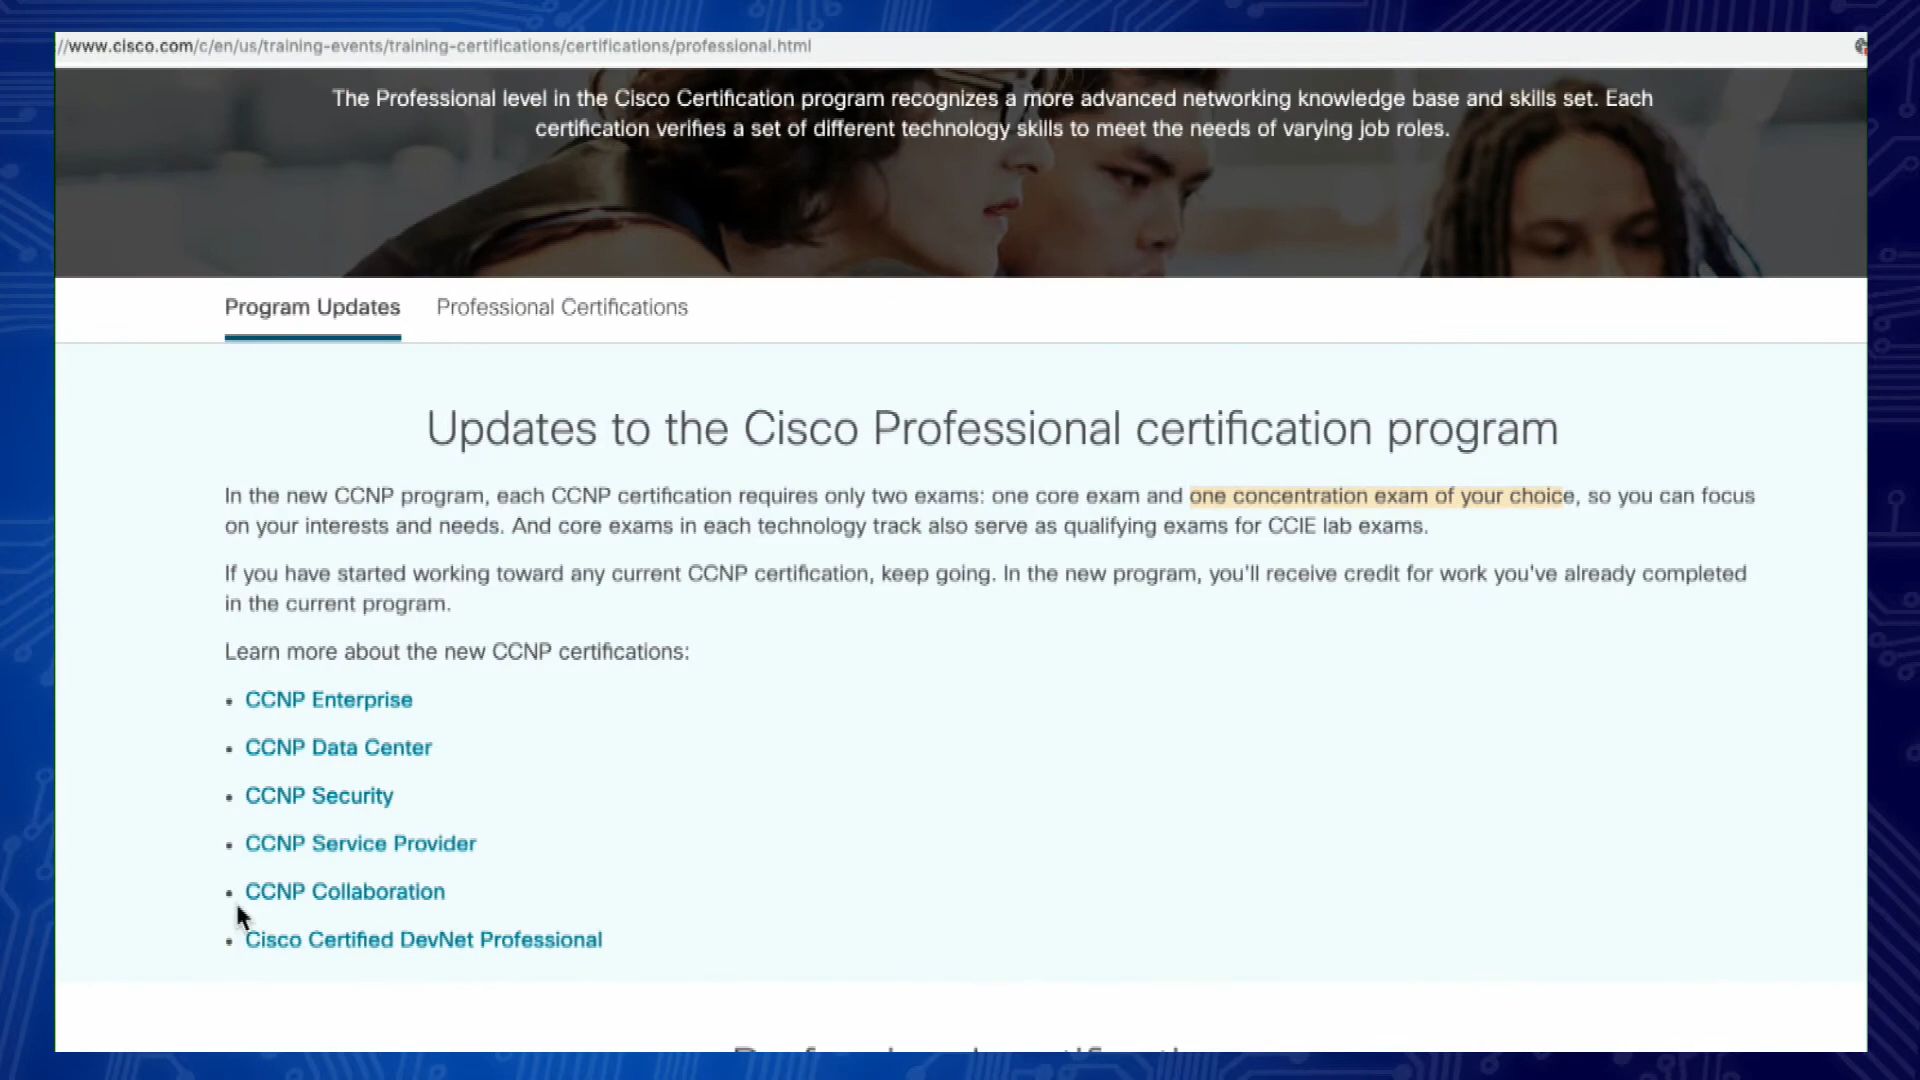 //www.cisco.com/c/en/us/training-events/training-certifications/certifications/professional.html
The Professional level in the Cisco Certification program recognizes a more advanced networking knowledge base and skills set. Each
certification verifies a set of different technology skills to meet the needs of varying job roles.
Program Updates Professional Certifications
Updates to the Cisco Professional certification program
In the new CCNP program, each CCNP certification requires only two exams: one core exam and one concentration exam of your choice, so you can focus
on your interests and needs. And core exams in each technology track also serve as qualifying exams for CCIE lab exams.
If you have started working toward any current CCNP certification, keep going. In the new program, you'll receive credit for work you've already completed
in the current program.
Learn more about the new CCNP certifications:
• CCNP Enterprise
• CCNP Data Center
• CCNP Security
• CCNP Service Provider
• CCNP Collaboration
• Cisco Certified DevNet Professional